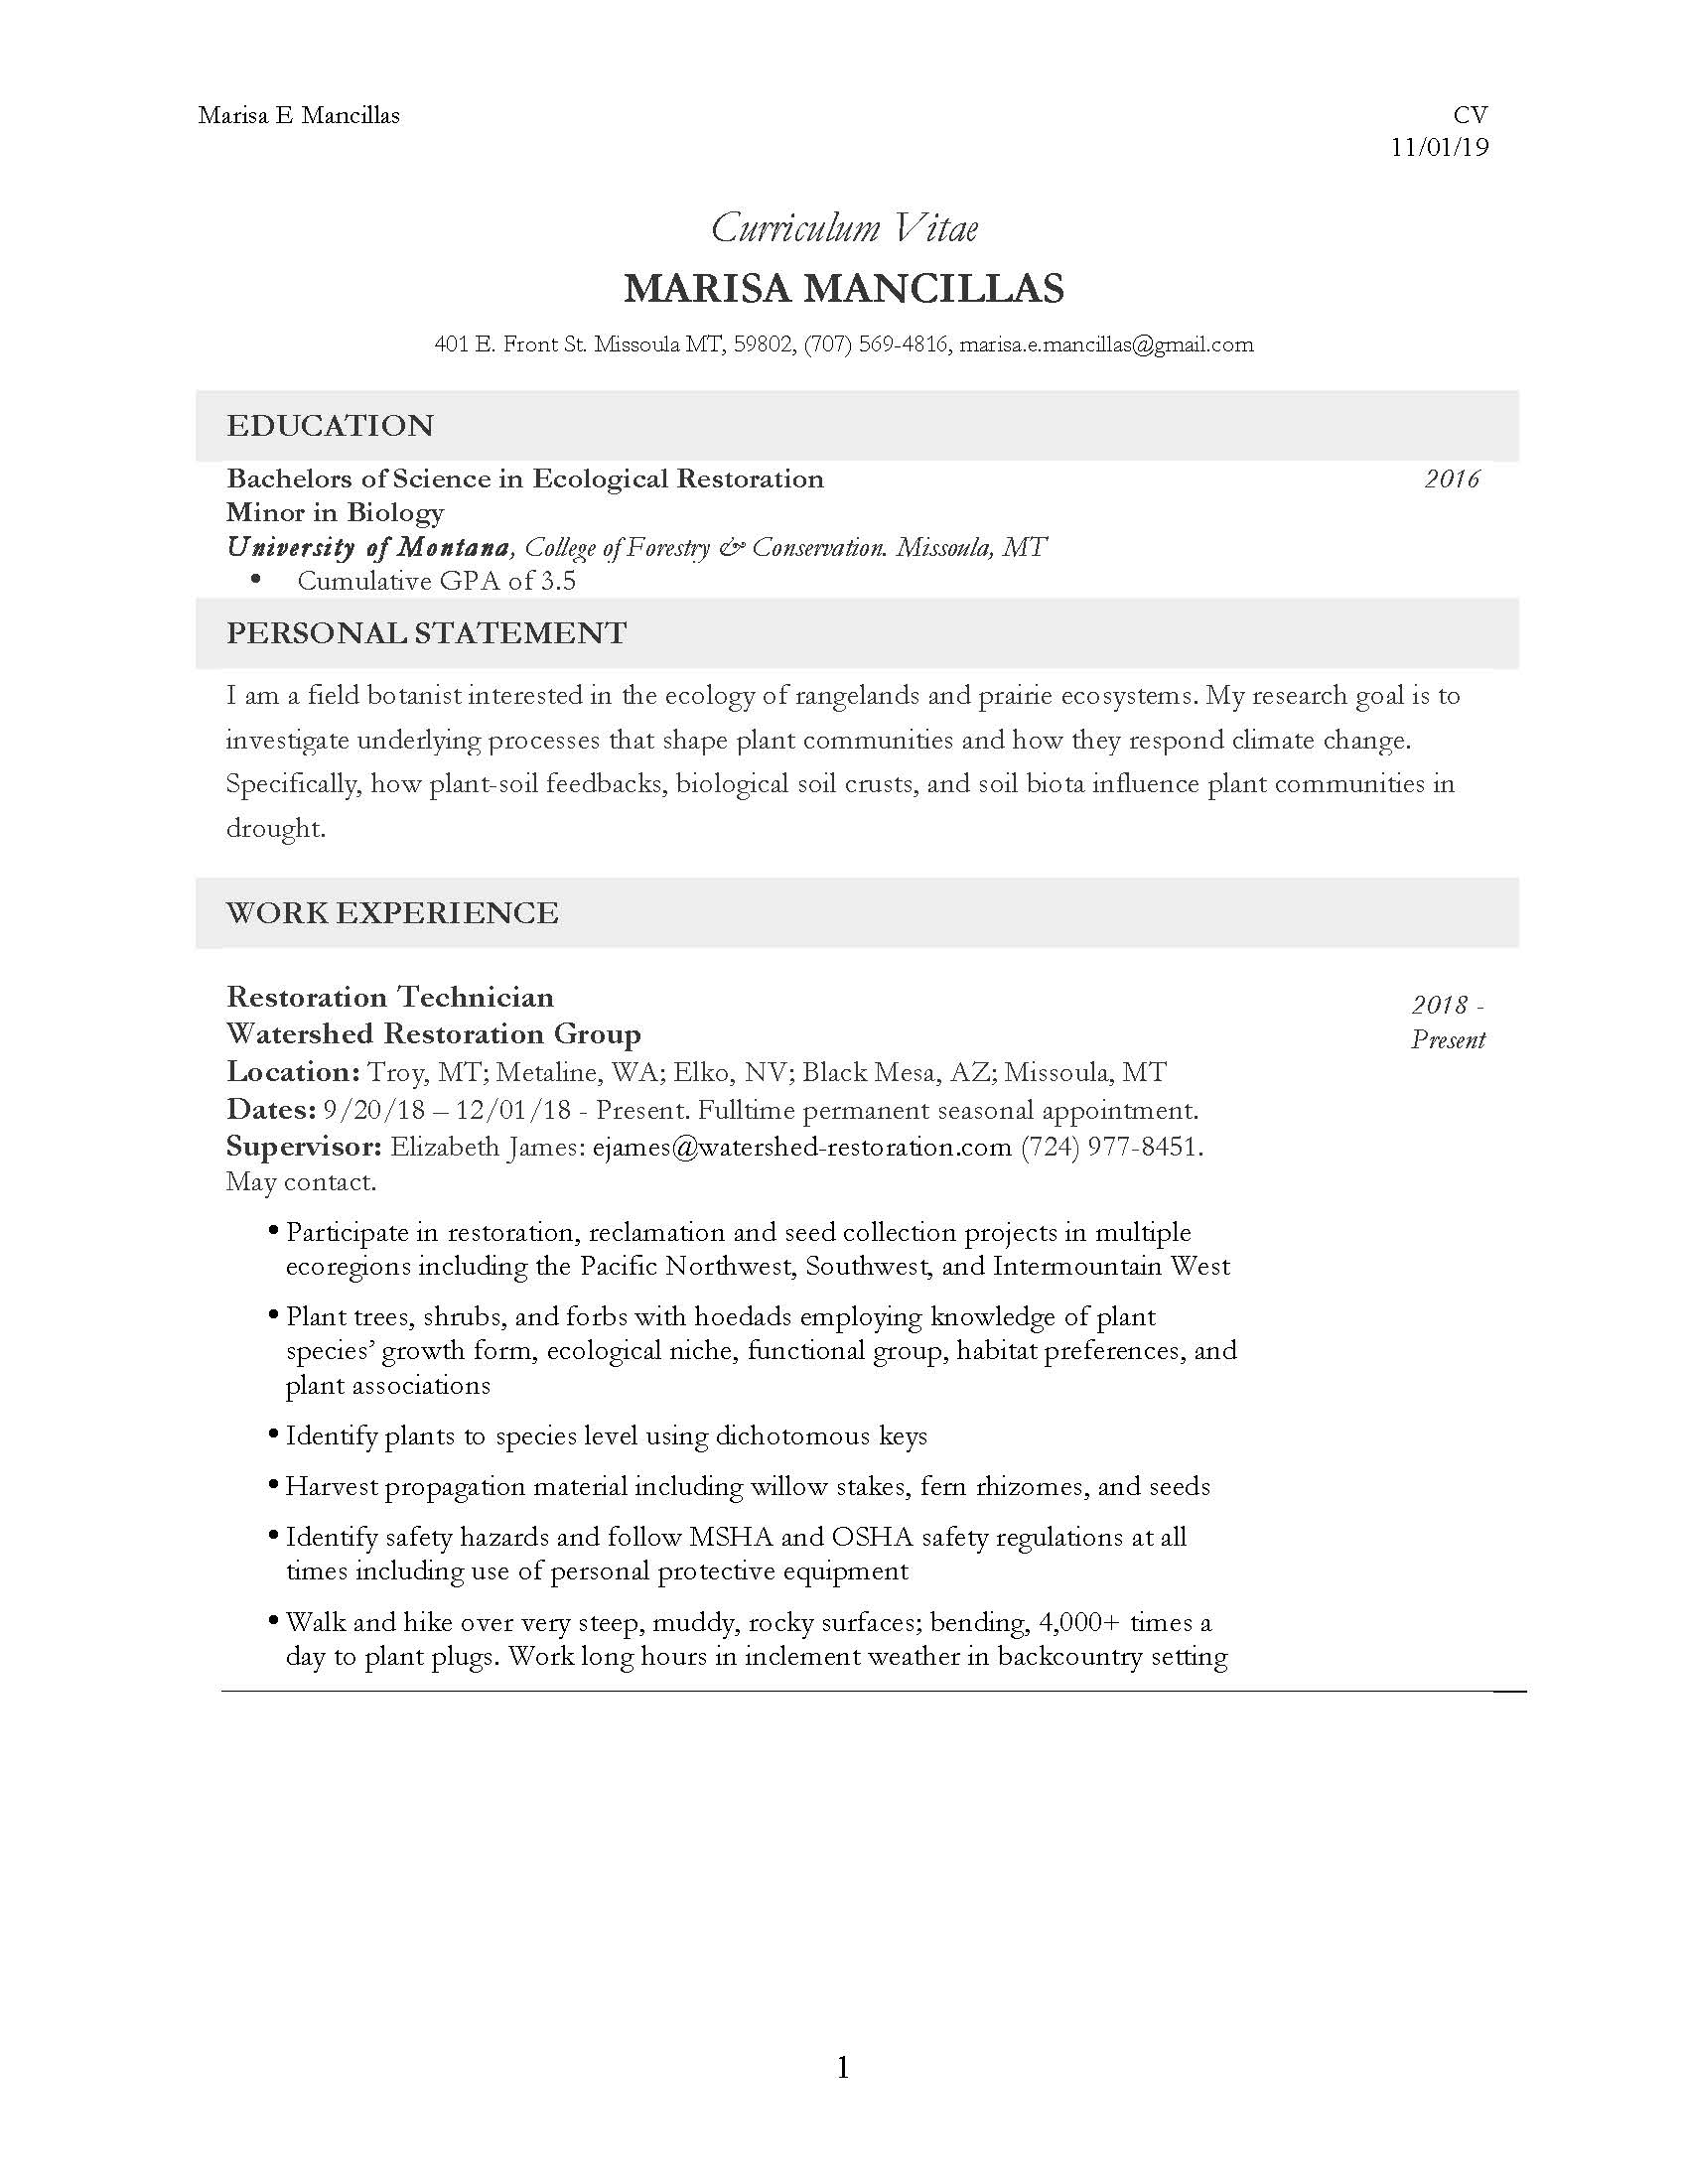 Marisa E Mancillas
CV
11/01/19
Curriculum Vitae
MARISA MANCILLAS
401 E. Front St. Missoula MT, 59802, (707) 569-4816, marisa.e.mancillas@gmail.com
EDUCATION
Bachelors of Science in Ecological Restoration
2016
Minor in Biology
University of Montana, College of Forestry & Conservation. Missoula, MT
• Cumulative GPA of 3.5
PERSONAL STATEMENT
I am a field botanist interested in the ecology of rangelands and prairie ecosystems. My research goal is to
investigate underlying processes that shape plant communities and how they respond climate change.
Specifically, how plant-soil feedbacks, biological soil crusts, and soil biota influence plant communities in
drought.
WORK EXPERIENCE
Restoration Technician
2018 -
Watershed Restoration Group
Present
Location: Troy, MT; Metaline, WA; Elko, NV; Black Mesa, AZ; Missoula, MT
Dates: 9/20/18 – 12/01/18 - Present. Fulltime permanent seasonal appointment.
Supervisor: Elizabeth James: ejames@watershed-restoration.com (724) 977-8451.
May contact.
• Participate in restoration, reclamation and seed collection projects in multiple
ecoregions including the Pacific Northwest, Southwest, and Intermountain West
• Plant trees, shrubs, and forbs with hoedads employing knowledge of plant
species’ growth form, ecological niche, functional group, habitat preferences, and
plant associations
• Identify plants to species level using dichotomous keys
• Harvest propagation material including willow stakes, fern rhizomes, and seeds
• Identify safety hazards and follow MSHA and OSHA safety regulations at all
times including use of personal protective equipment
• Walk and hike over very steep, muddy, rocky surfaces; bending, 4,000+ times a
day to plant plugs. Work long hours in inclement weather in backcountry setting
1